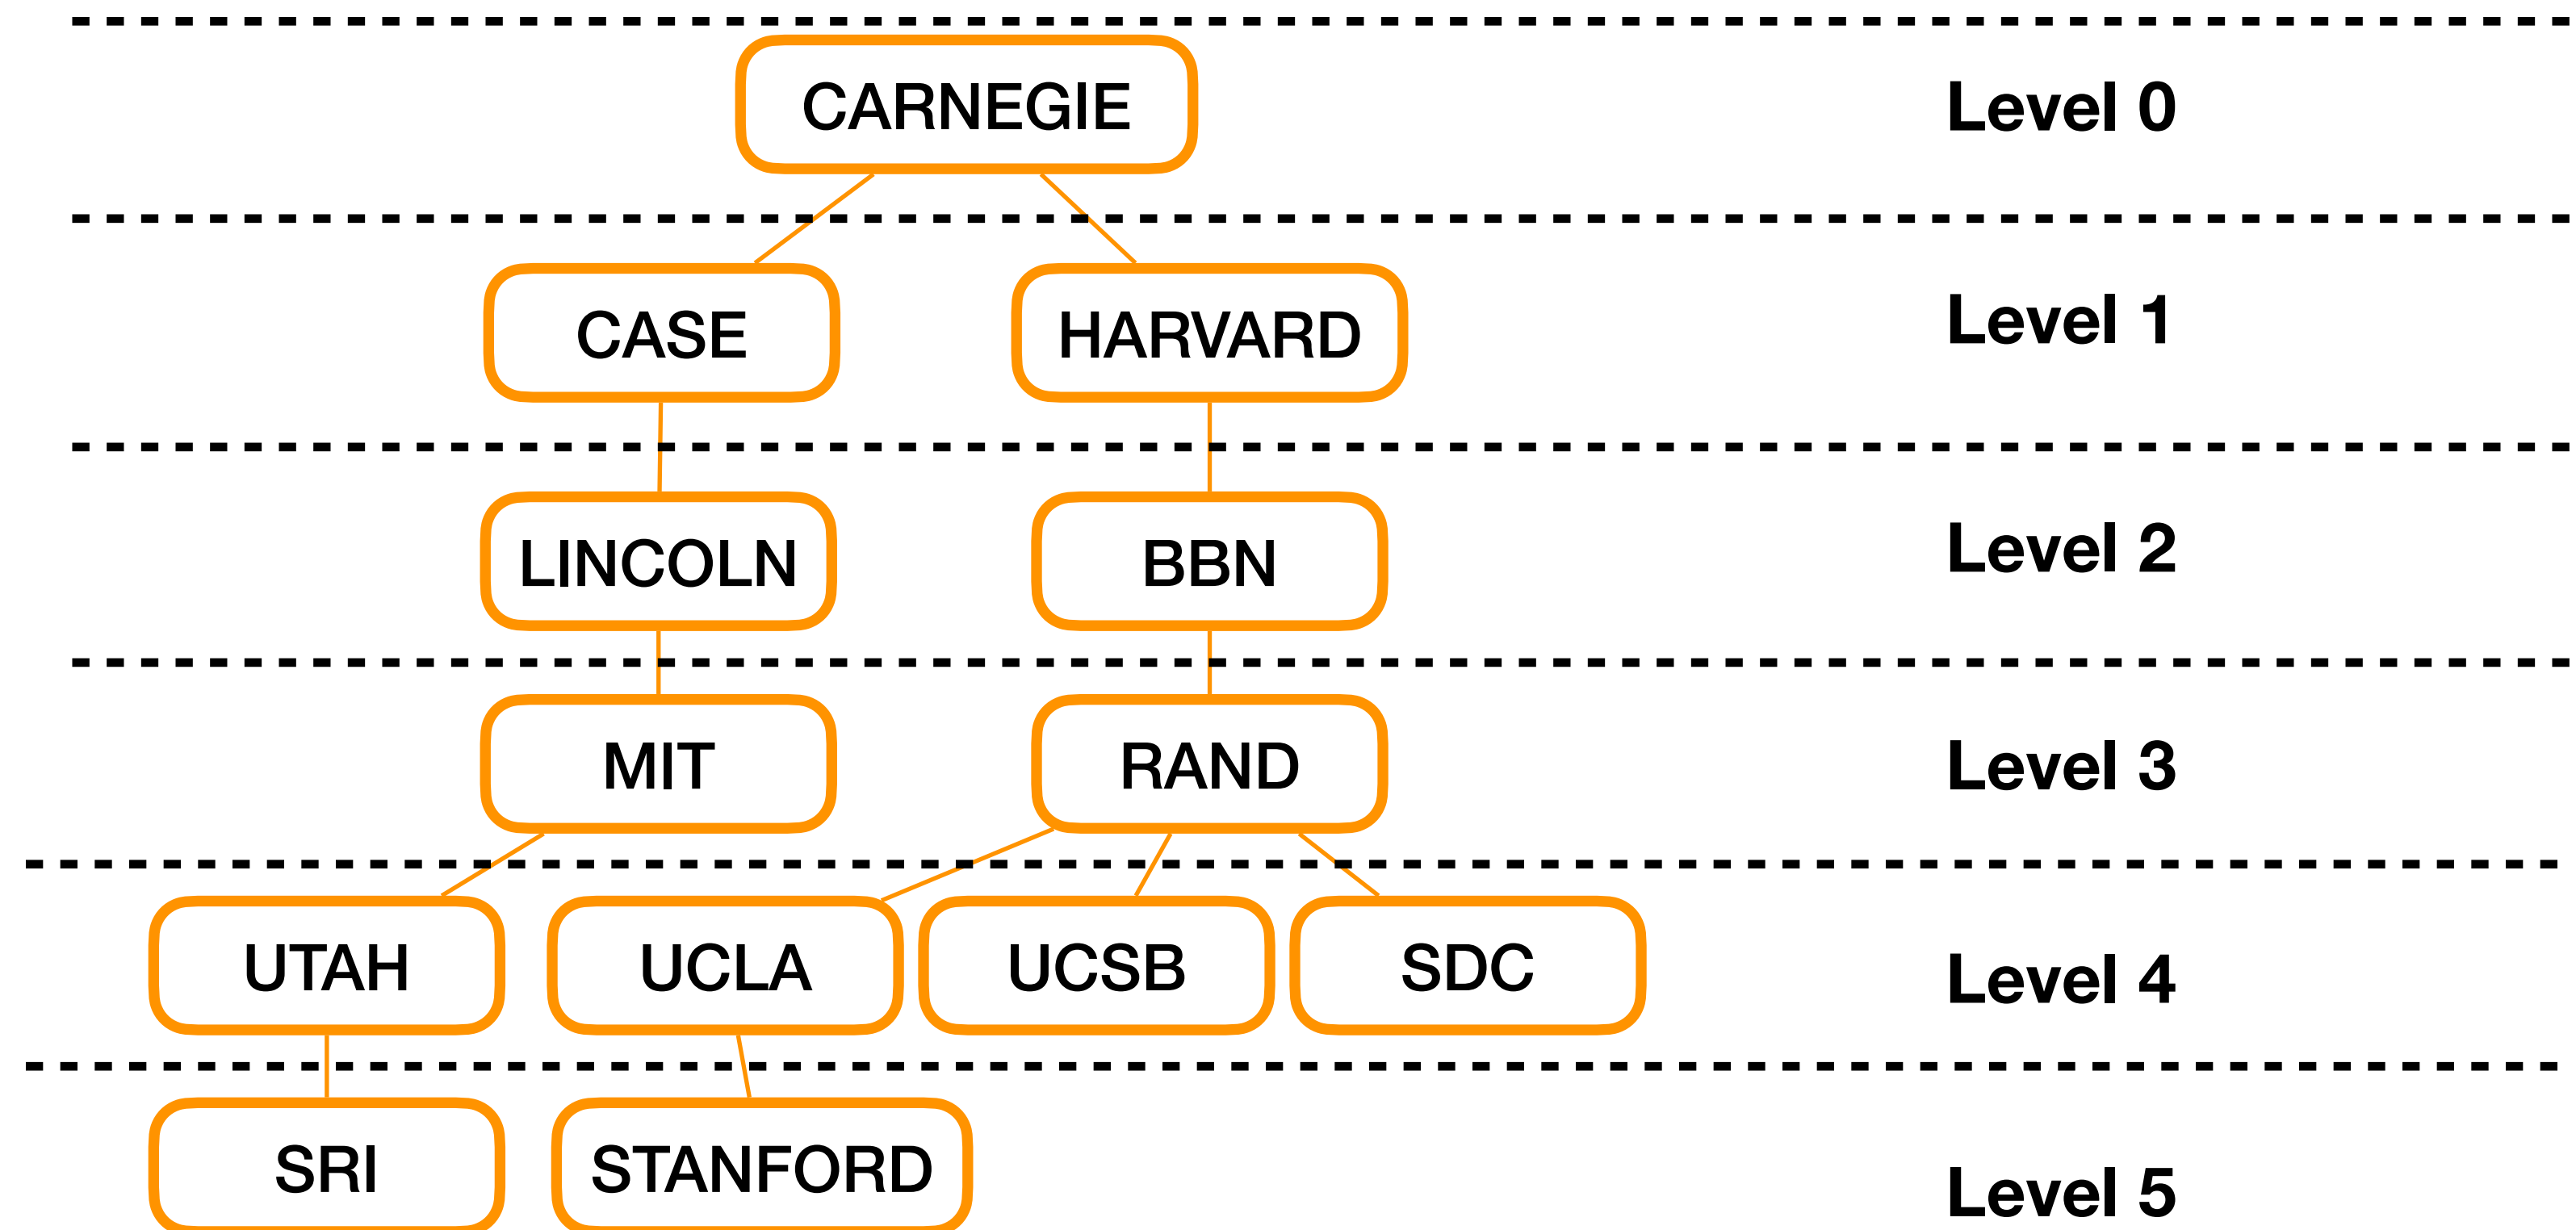 CARNEGIE Level 0
CASE HARVARD Level 1
LINCOLN BBN Level 2
MIT RAND Level 3
UTAH UCLA UCSB SDC Level 4
SRI STANFORD Level 5